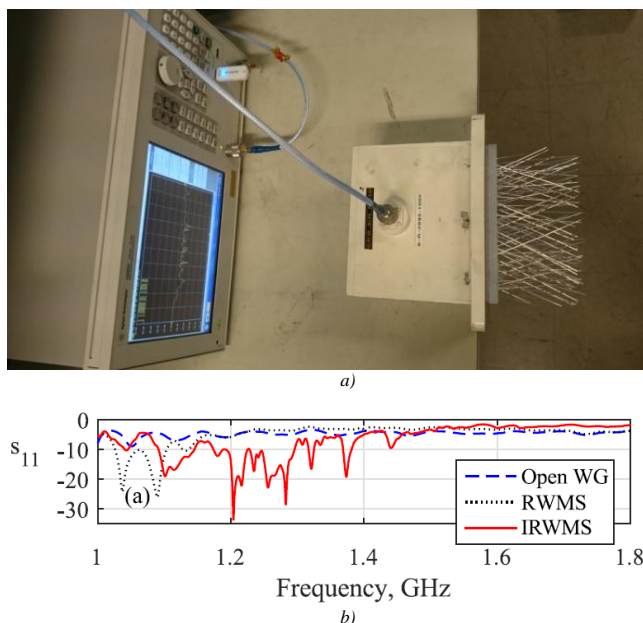 a)
0
-10
-20
-30
s11
(a)
Open WG
RWMS
IRWMS
1
1.2
1.4
1.6
1.8
Frequency, GHz
b)